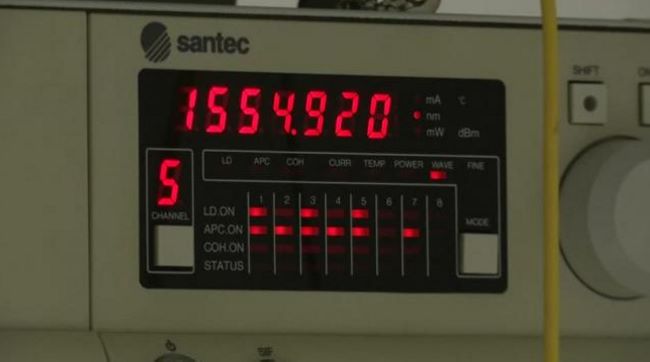 santec
SHIFT
1554.920
mA °C
nm
mW dBm
LD APC COH CURR TEMP POWER WAVE FINE
5
CHANNEL
1 2 3 4 5 6 7 8
LD.ON
APC.ON
COH.ON
STATUS
MODE